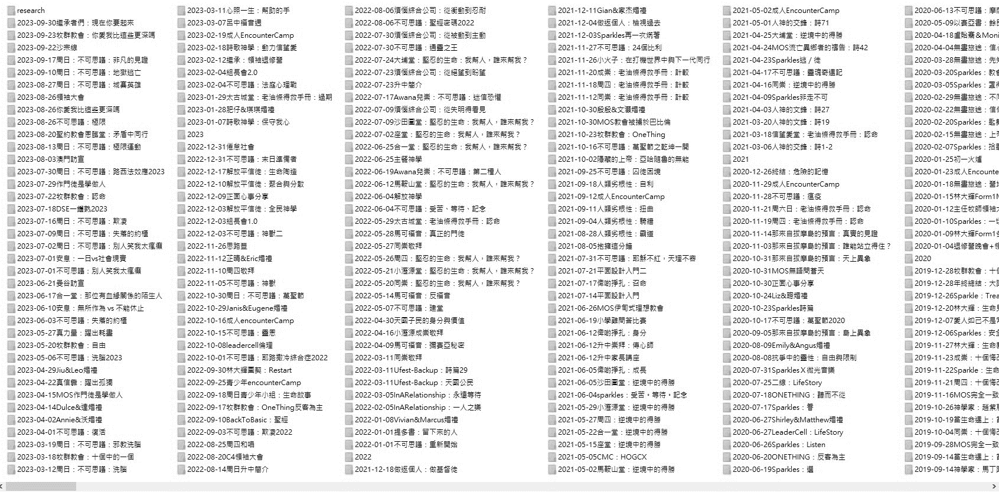 research
2023-09-30繼承者們：現在你要起來
2023-09-23牧群教會：你愛我比這些更深嗎
2023-09-22沙宗線
2023-09-17周日：不可思議：非凡的見證
2023-09-10周日：不可思議：地獄逃亡
2023-08-27周日：不可思議：城寨英雄
2023-08-26領袖大會
2023-08-26你愛我比這些更深嗎
2023-08-26不可思議：極限
2023-08-20聖約教會恩臨堂：矛盾中同行
2023-08-13周日：不可思議：極限運動
2023-08-03澳門訪宣
2023-07-30周日：不可思議：路西法效應2023
2023-07-29作門徒是學做人
2023-07-22牧群教會：認命
2023-07-18DSE一鑊熟2023
2023-07-16周日：不可思議：欺凌
2023-07-09周日：不可思議：失落的約櫃
2023-07-02周日：不可思議：別人笑我太瘋癲
2023-07-01安息：一日vs社會現實
2023-07-01不可思議：別人笑我太瘋癲
2023-06-21曼谷訪宣
2023-06-17合一堂：那位有血緣關係的陌生人
2023-06-10安息：無所作為 vs 不能休止
2023-06-03不可思議：失落的約櫃
2023-05-27真力量：躍出耗盡
2023-05-20牧群教會：自由
2023-05-06不可思議：洗腦2023
2023-04-29Jiu&Leo婚禮
2023-04-22真信靠：躍出孤獨
2023-04-15MOS作門徒是學做人
2023-04-14Dulce&達婚禮
2023-04-02Annie&沃婚禮
2023-04-01不可思議：復活
2023-03-19周日：不可思議：邪教洗腦
2023-03-18牧群教會：十個中的一個
2023-03-12周日：不可思議：洗腦
2023-03-11心照一生：幫助的手
2023-03-07呂中福音週
2023-02-19成人EncounterCamp
2023-02-18詩歌神學：動力信望愛
2023-02-12繼承：領袖退修營
2023-02-04組長會2.0
2023-02-04不可思議：法庭心理戰
2023-01-29太古城堂：老油條得救手冊：過期
2023-01-28肥仔&琪琪婚禮
2023-01-07詩歌神學：保守我心
2023
2022-12-31倦怠社會
2022-12-31不可思議：末日準備者
2022-12-17解放平信徒：生命陶造
2022-12-10解放平信徒：聚合與分散
2022-12-09正面心事分享
2022-12-03解放平信徒：全民神學
2022-12-03組長會1.0
2022-12-03不可思議：神獸二
2022-11-26思路豐
2022-11-12芷晴&Eric婚禮
2022-11-10周四敬拜
2022-11-05不可思議：神獸
2022-10-30周日：不可思議：萬聖節
2022-10-29Janis&Eugene婚禮
2022-10-16成人encounterCamp
2022-10-15不可思議：靈恩
2022-10-08leadercell倫理
2022-10-01不可思議：耶路撒冷綜合症2022
2022-09-30林大輝團契：Restart
2022-09-25青少年encounterCamp
2022-09-18周日青少年小組：生命故事
2022-09-17牧群教會：OneThing反客為主
2022-09-10BackToBasic：聖經
2022-09-03不可思議：欺凌2022
2022-08-25周四和唱
2022-08-20C4領袖大會
2022-08-14周日升中簡介
2022-08-06煩惱綜合公司：從衝動到忍耐
2022-08-06不可思議：聖經密碼2022
2022-07-30煩惱綜合公司：從被動到主動
2022-07-30不可思議：通靈之王
2022-07-24大埔堂：堅忍的生命：我幫人，誰來幫我？
2022-07-23煩惱綜合公司：從絕望到盼望
2022-07-23升中簡介
2022-07-17Awana兒崇：不可思議：迷信恐懼
2022-07-09煩惱綜合公司：從失明得看見
2022-07-09沙田圍堂：堅忍的生命：我幫人，誰來幫我？
2022-07-02座堂：堅忍的生命：我幫人，誰來幫我？
2022-06-25合一堂：堅忍的生命：我幫人，誰來幫我？
2022-06-25主餐神學
2022-06-19Awana兒崇：不可思議：第二種人
2022-06-12馬鞍山堂：堅忍的生命：我幫人，誰來幫我？
2022-06-04解放神學
2022-06-04不可思議：受苦、等待、記念
2022-05-29太古城堂：老油條得救手冊：認命
2022-05-28馬可福音：真正的門徒
2022-05-27同崇敬拜
2022-05-26周四：堅忍的生命：我幫人，誰來幫我？
2022-05-21小瀝源堂：堅忍的生命：我幫人，誰來幫我？
2022-05-20同崇：堅忍的生命：我幫人，誰來幫我？
2022-05-14馬可福音：反福音
2022-05-07不可思議：建堂
2022-04-30天國子民的身分與價值
2022-04-16小瀝源成崇敬拜
2022-04-09馬可福音：彌賽亞秘密
2022-03-11同崇敬拜
2022-03-11Ufest-Backup：詩篇29
2022-03-11Ufest-Backup：天國公民
2022-03-05InARelationship：永遠等待
2022-02-05InARelationship：一人之樂
2022-01-08Vivian&Marcus婚禮
2022-01-01提多書：留下來的人
2022-01-01不可思議：重新開始
2022
2021-12-18做返個人：做基督徒
2021-12-11Gian&家杰婚禮
2021-12-04做返個人：檢視過去
2021-12-03Sparkles再一次炳著
2021-11-27不可思議：24個比利
2021-11-26小火子：在打機世界中與下一代同行
2021-11-20成崇：老油條得救手冊：計較
2021-11-18周四：老油條得救手冊：計較
2021-11-12同崇：老油條得救手冊：計較
2021-10-30殷殷&文灝婚禮
2021-10-30MOS教會被擄於巴比倫
2021-10-23牧群教會：OneThing
2021-10-16不可思議：萬聖節之乾坤一開
2021-10-02隱藏的上帝：亞哈隨魯的無能
2021-09-25不可思議：囚徒困境
2021-09-18人類劣根性：自利
2021-09-12成人EncounterCamp
2021-09-11人類劣根性：扭曲
2021-09-04人類劣根性：騎牆
2021-08-28人類劣根性：霸道
2021-08-05抱擁這分鐘
2021-07-31不可思議：耶穌不紅，天理不容
2021-07-21平面設計入門二
2021-07-17俾啲掙扎：召命
2021-07-14平面設計入門
2021-06-26MOS伊甸式理想教會
2021-06-19小學雞問答比賽
2021-06-12俾啲掙扎：身分
2021-06-12升中崇拜：傳心師
2021-06-12升中家長講座
2021-06-05俾啲掙扎：成長
2021-06-05沙田圍堂：逆境中的得勝
2021-06-04sparkles：受苦。等待。記念
2021-05-29小瀝源堂：逆境中的得勝
2021-05-27周四：逆境中的得勝
2021-05-22合一堂：逆境中的得勝
2021-05-15座堂：逆境中的得勝
2021-05-05CMC：HOGCX
2021-05-02馬鞍山堂：逆境中的得勝
2021-05-02成人EncounterCamp
2021-05-01人神的交鋒：詩71
2021-04-25大埔堂：逆境中的得勝
2021-04-24MOS流亡異鄉者的禱告：詩42
2021-04-23Sparkles逃／徒
2021-04-17不可思議：靈魂奇遇記
2021-04-16同崇：逆境中的得勝
2021-04-09Sparkles非走不可
2021-04-03人神的交鋒：詩27
2021-03-20人神的交鋒：詩19
2021-03-18信望愛堂：老油條得救手冊：認命
2021-03-06人神的交鋒：詩1-2
2021
2020-12-26終結：危險的記憶
2020-11-29成人EncounterCamp
2020-11-28不可思議：瘟疫
2020-11-21周六日：老油條得救手冊：認命
2020-11-19周四：老油條得救手冊：認命
2020-11-14那來自拔摩島的預言：真實的見證
2020-11-03那來自拔摩島的預言：誰能站立得住？
2020-10-31那來自拔摩島的預言：天上異象
2020-10-31MOS無語問蒼天
2020-10-30正面心事分享
2020-10-24Liz&聰婚禮
2020-10-23Sparkles詩篇
2020-10-17不可思議：萬聖節2020
2020-09-05那來自拔摩島的預言：島上異象
2020-08-09Emily&Angus婚禮
2020-08-08抗爭中的靈性：自由與限制
2020-07-31Sparkles X 微光音樂
2020-07-25二線：LifeStory
2020-07-18ONETHING：聽而不從
2020-07-17Sparkles：眷
2020-06-27Shirley&Matthew婚禮
2020-06-27LeaderCell：LifeStory
2020-06-26Sparkles：Listen
2020-06-20ONETHING：反客為主
2020-06-19Sparkles：選
2020-06-13不可思議：摩
2020-05-09以賽亞書：餘
2020-04-18盧貽騫&Moni
2020-04-04無盡旅途：信
2020-03-28無盡旅途：先
2020-03-20Sparkles：教
2020-03-05Sparkles：置
2020-02-29無盡旅途：不
2020-02-22無盡旅途：信
2020-02-20Sparkles：匙
2020-02-15無盡旅途：上
2020-02-07Sparkles：拾
2020-01-25初一火爐
2020-01-23成人Encounte
2020-01-18無盡旅途：營
2020-01-15林大輝Form1M
2020-01-12主任牧師領袖
2020-01-10Sparkles：一
2020-01-09林大輝Form1
2020-01-04退修營晚會+
2020
2019-12-28牧群教會：十
2019-12-28年終總結：大
2019-12-26Sparkle：Trea
2019-12-20林大輝：生命
2019-12-07愛人如己不是
2019-12-06Sparkles：安
2019-11-27林大輝：生命
2019-11-23成崇：十個悔
2019-11-22Sparkle：生命
2019-11-21周四：十個悔
2019-11-16MOS完全一致
2019-10-26神學家：趙紫
2019-10-19當生命遇上：
2019-10-04同崇：十個悔
2019-09-28MOS完全一致
2019-09-14當生命遇上：
2019-09-14神學家：馬丁